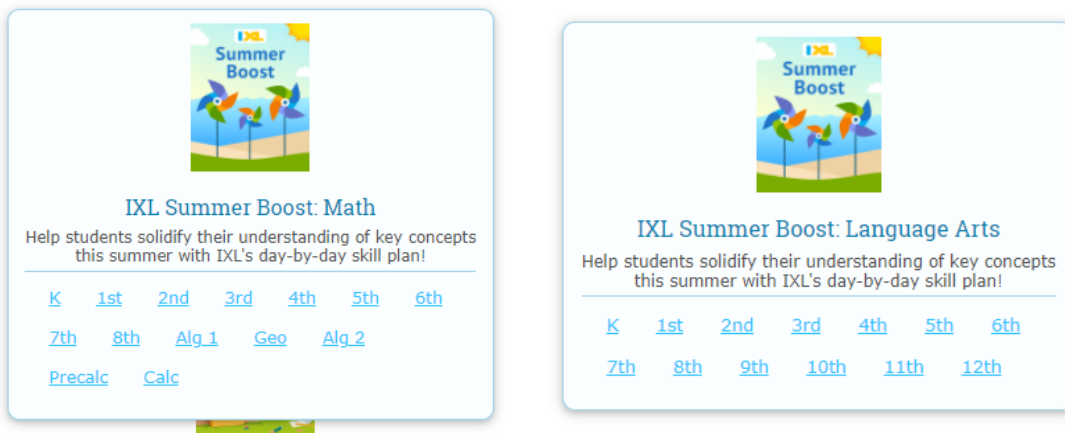 IXL
Summer
Boost
IXL Summer Boost: Math
Help students solidify their understanding of key concepts
this summer with IXL's day-by-day skill plan!
K 1st 2nd 3rd 4th 5th 6th
7th 8th Alg 1 Geo Alg 2
Precalc Calc
IXL
Summer
Boost
IXL Summer Boost: Language Arts
Help students solidify their understanding of key concepts
this summer with IXL's day-by-day skill plan!
K 1st 2nd 3rd 4th 5th 6th
7th 8th 9th 10th 11th 12th